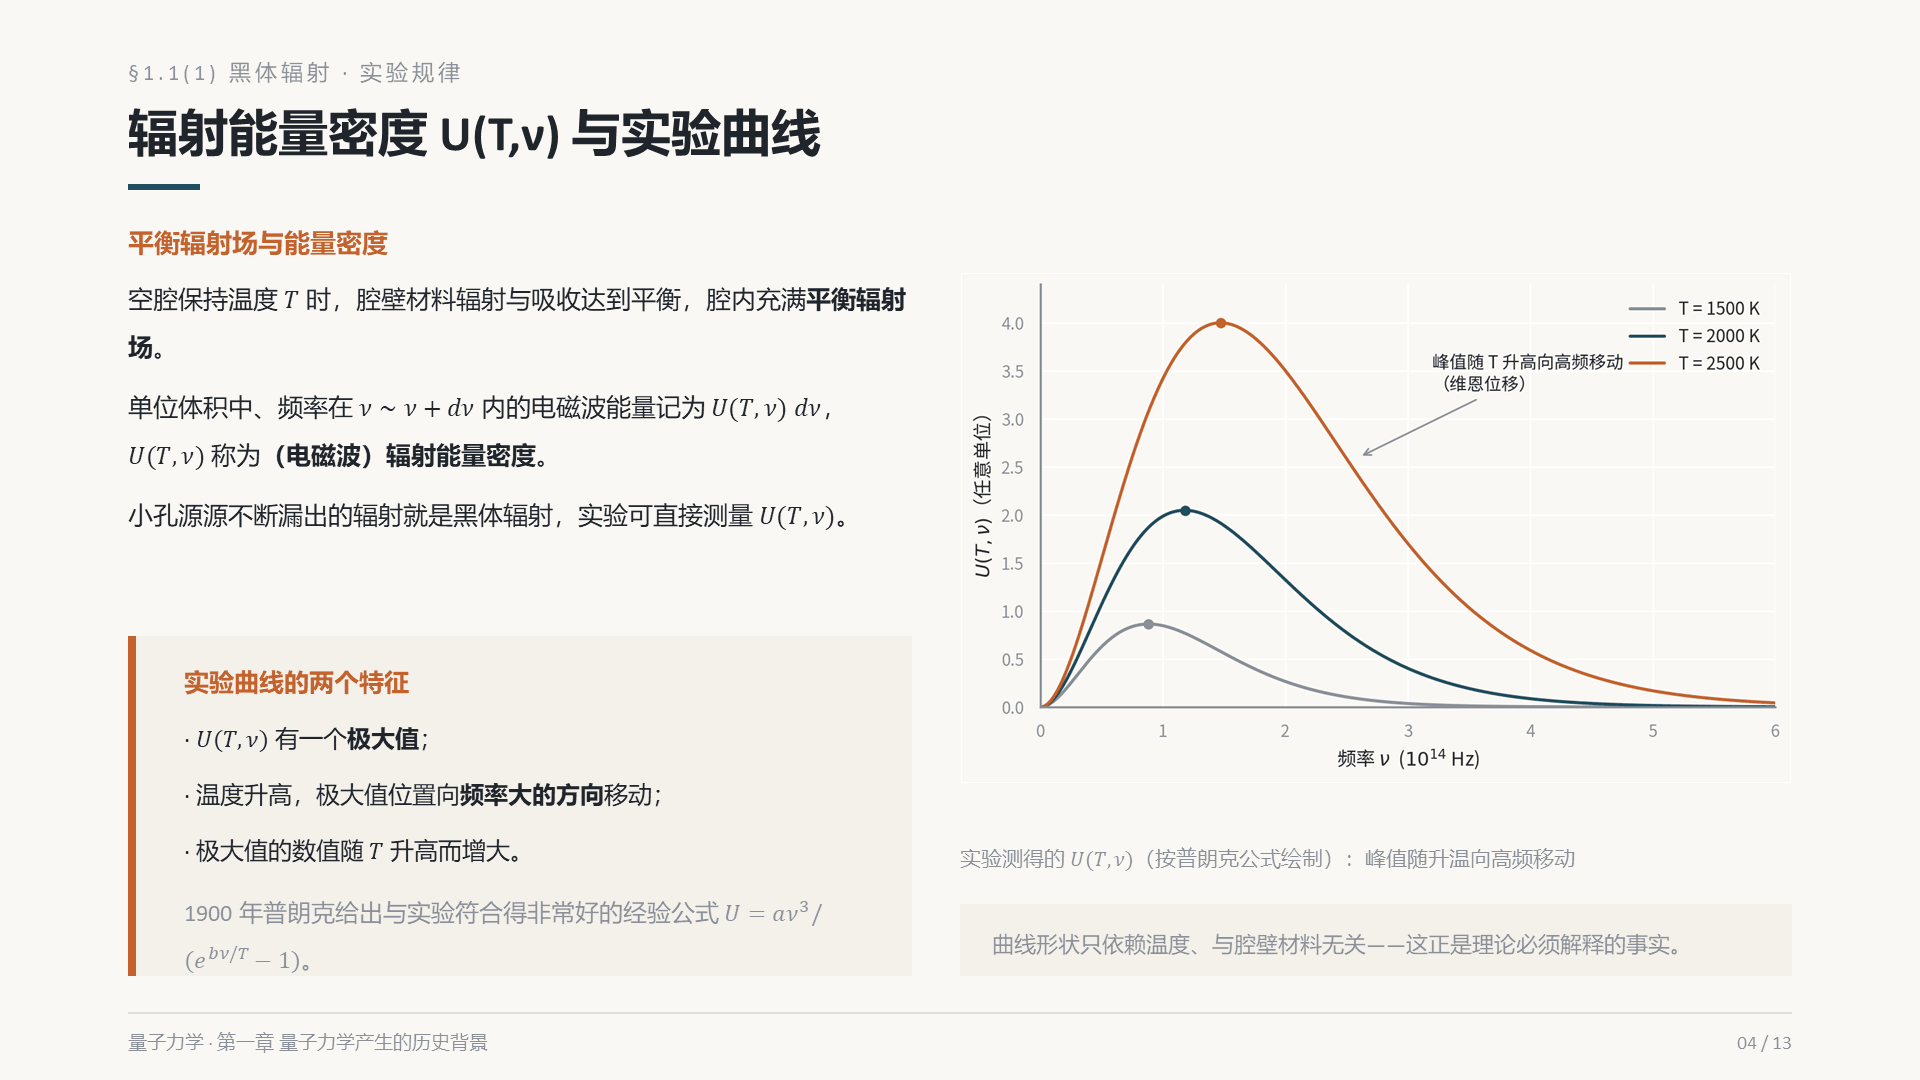 §1.1(1) 黑体辐射 · 实验规律
辐射能量密度 U(T,ν) 与实验曲线
平衡辐射场与能量密度
空腔保持温度 T 时，腔壁材料辐射与吸收达到平衡，腔内充满平衡辐射
场。
单位体积中、频率在 ν ~ ν + dν 内的电磁波能量记为 U(T, ν) dν，
U(T, ν) 称为（电磁波）辐射能量密度。
小孔源源不断漏出的辐射就是黑体辐射，实验可直接测量 U(T, ν)。
实验曲线的两个特征
· U(T, ν) 有一个极大值；
· 温度升高，极大值位置向频率大的方向移动；
· 极大值的数值随 T 升高而增大。
1900 年普朗克给出与实验符合得非常好的经验公式 U = aν³/
(e^{bν/T} − 1)。
T = 1500 K
T = 2000 K
T = 2500 K
峰值随 T 升高向高频移动
（维恩位移）
U(T, ν)（任意单位）
4.0
3.5
3.0
2.5
2.0
1.5
1.0
0.5
0.0
0 1 2 3 4 5 6
频率 ν (10¹⁴ Hz)
实验测得的 U(T, ν)（按普朗克公式绘制）：峰值随升温向高频移动
曲线形状只依赖温度、与腔壁材料无关——这正是理论必须解释的事实。
量子力学 · 第一章 量子力学产生的历史背景
04 / 13